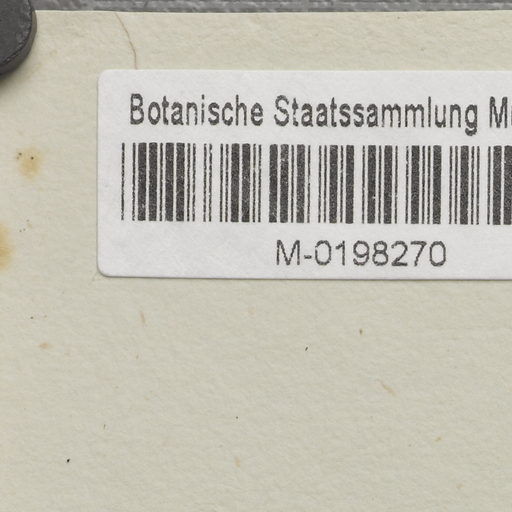 Botanische Staatssammlung
M-0198270